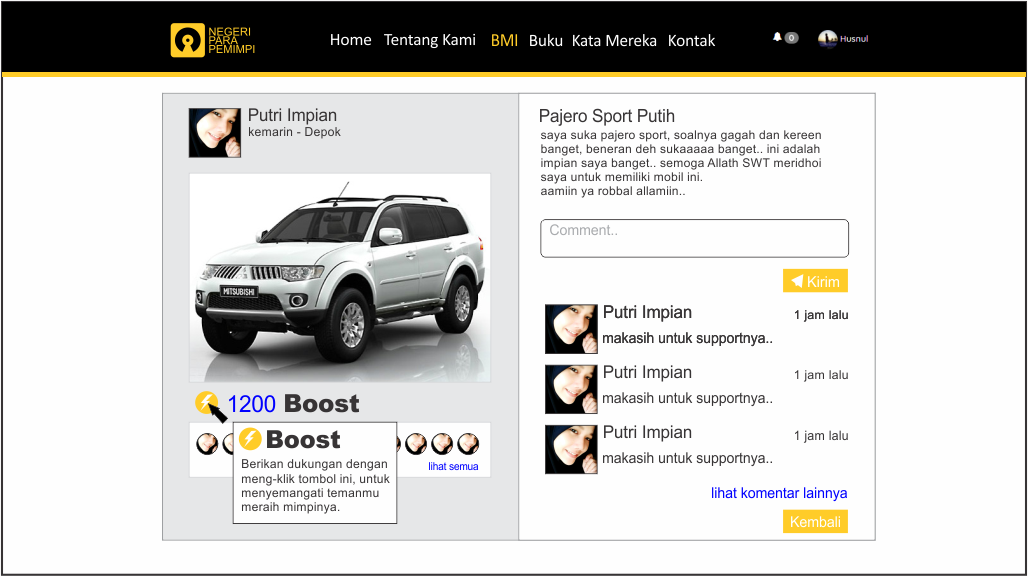 NEGERI
PARA
PEMIMPI
Home Tentang Kami BMI Buku Kata Mereka Kontak
0
Husnul
Putri Impian
kemarin - Depok
MITSUBISHI
1200 Boost
Boost
Berikan dukungan dengan
meng-klik tombol ini, untuk
menyemangati temanmu
meraih mimpinya.
lihat semua
Pajero Sport Putih
saya suka pajero sport, soalnya gagah dan kereen
banget, beneran deh sukaaaaa banget.. ini adalah
impian saya banget.. semoga Allath SWT meridhoi
saya untuk memiliki mobil ini.
aamiin ya robbal allamiin..
Comment..
Kirim
Putri Impian 1 jam lalu
makasih untuk supportnya..
Putri Impian 1 jam lalu
makasih untuk supportnya..
Putri Impian 1 jam lalu
makasih untuk supportnya..
lihat komentar lainnya
Kembali